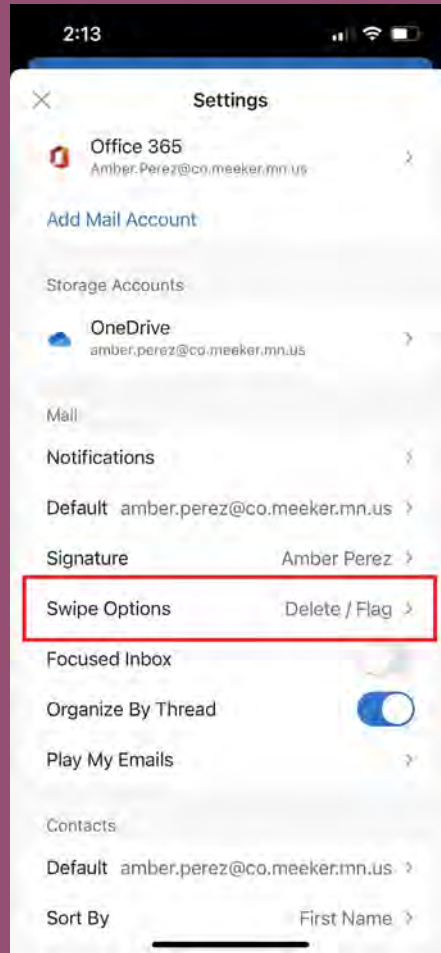 2:13
Settings
Office 365
Amber.Perez@co.meeker.mn.us
Add Mail Account
Storage Accounts
OneDrive
amber.perez@co.meeker.mn.us
Mail
Notifications
Default amber.perez@co.meeker.mn.us
Signature Amber Perez
Swipe Options Delete / Flag
Focused Inbox
Organize By Thread
Play My Emails
Contacts
Default amber.perez@co.meeker.mn.us
Sort By First Name